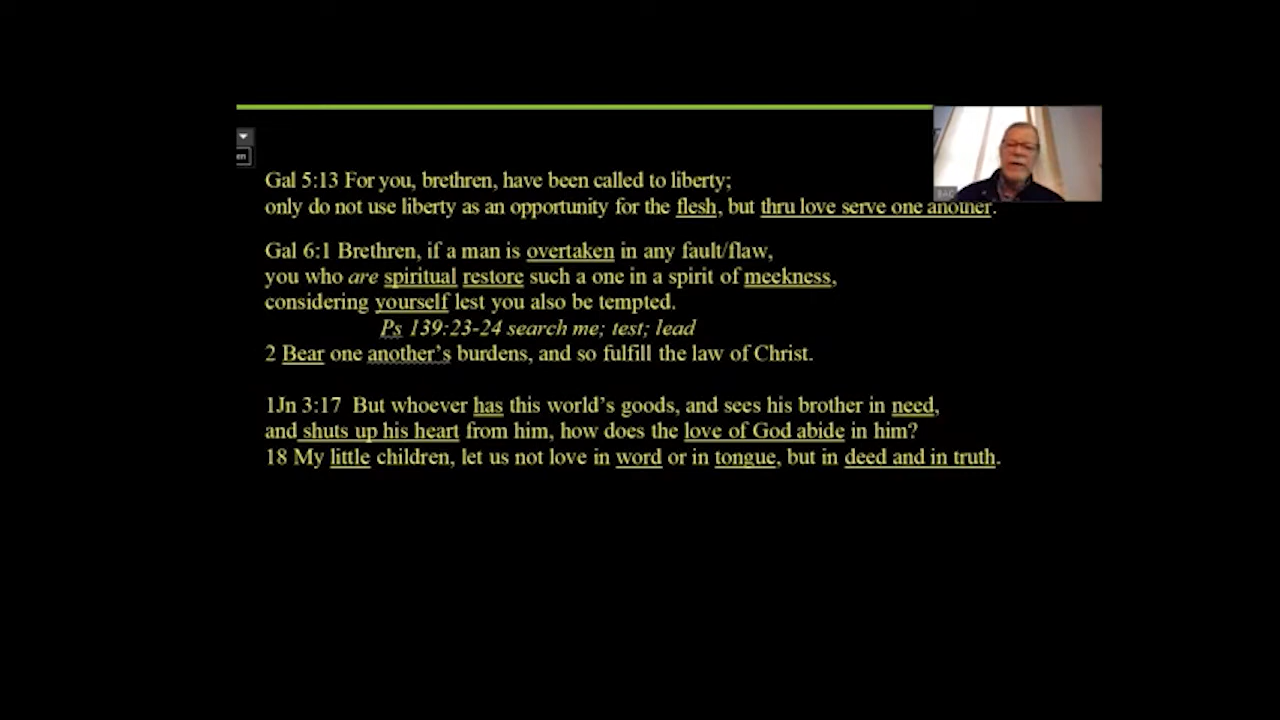 en
Gal 5:13 For you, brethren, have been called to liberty;
only do not use liberty as an opportunity for the flesh, but thru love serve one another.
Gal 6:1 Brethren, if a man is overtaken in any fault/flaw,
you who are spiritual restore such a one in a spirit of meekness,
considering yourself lest you also be tempted.
Ps 139:23-24 search me; test; lead
2 Bear one another’s burdens, and so fulfill the law of Christ.
1Jn 3:17 But whoever has this world’s goods, and sees his brother in need,
and shuts up his heart from him, how does the love of God abide in him?
18 My little children, let us not love in word or in tongue, but in deed and in truth.